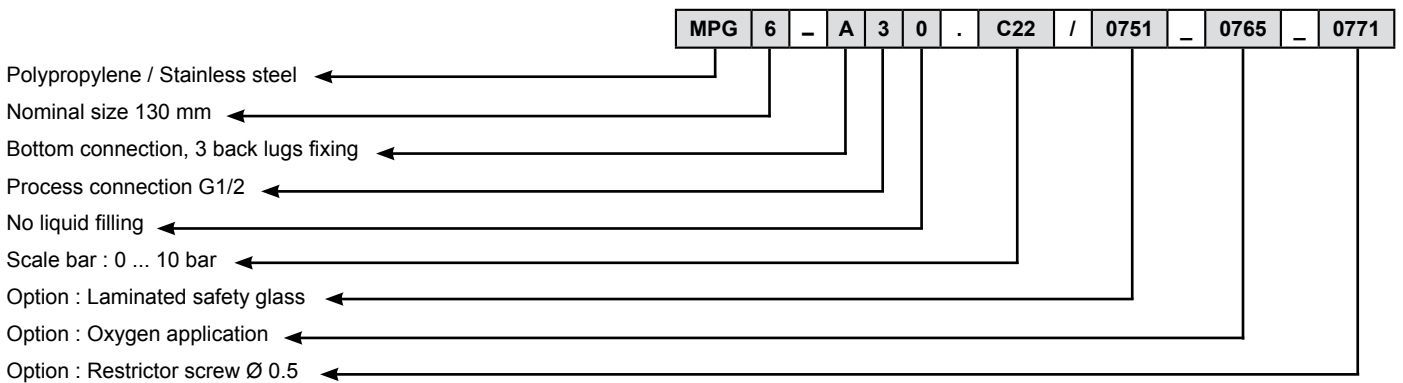 MPG 6 – A 3 0 . C22 / 0751 _ 0765 _ 0771
Polypropylene / Stainless steel
Nominal size 130 mm
Bottom connection, 3 back lugs fixing
Process connection G1/2
No liquid filling
Scale bar : 0 ... 10 bar
Option : Laminated safety glass
Option : Oxygen application
Option : Restrictor screw Ø 0.5